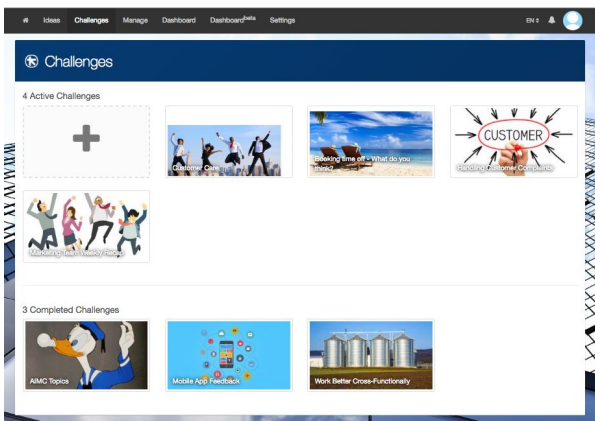 Ideas Challenges Manage Dashboard Dashboardbeta Settings EN
Challenges
4 Active Challenges
CUSTOMER
Customer Care
Booking time off - What do you
think?
Handling Customer Complaints
Marketing Team Weekly Recap
3 Completed Challenges
AIMC Topics
Mobile App Feedback
Work Better Cross-Functionally